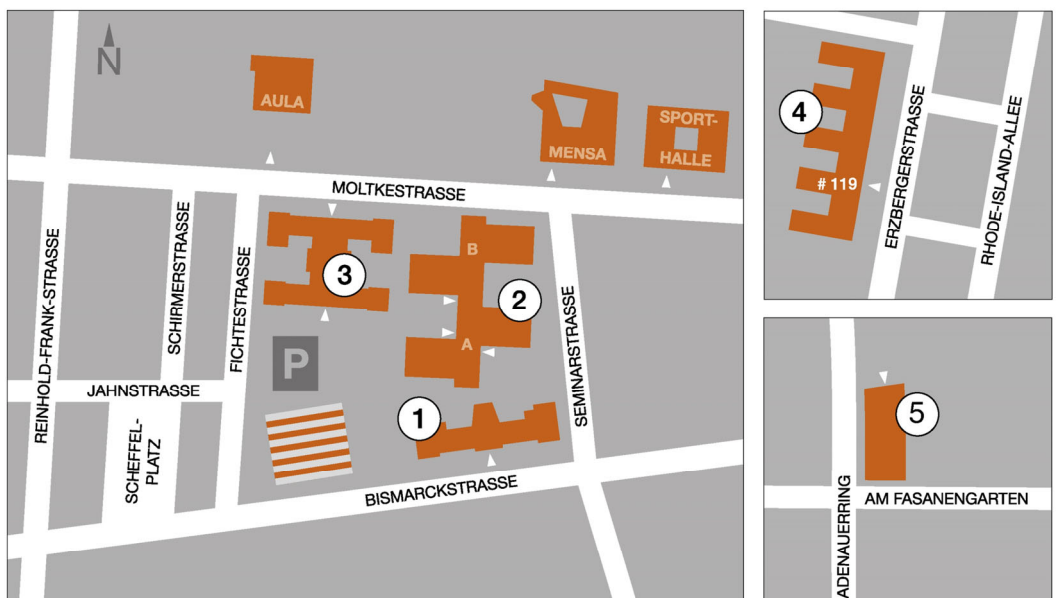 N
AULA
MENSA
SPORT-
HALLE
MOLTKESTRASSE
REINHOLD-FRANK-STRASSE
SCHIRMERSTRASSE
FICHTESTRASSE
3
B
2
A
SEMINARSTRASSE
P
JAHNSTRASSE
SCHEFFEL-
PLATZ
1
BISMARCKSTRASSE
4
# 119
ERZBERGERSTRASSE
RHODE-ISLAND-ALLEE
5
ADENAUERRING
AM FASANENGARTEN